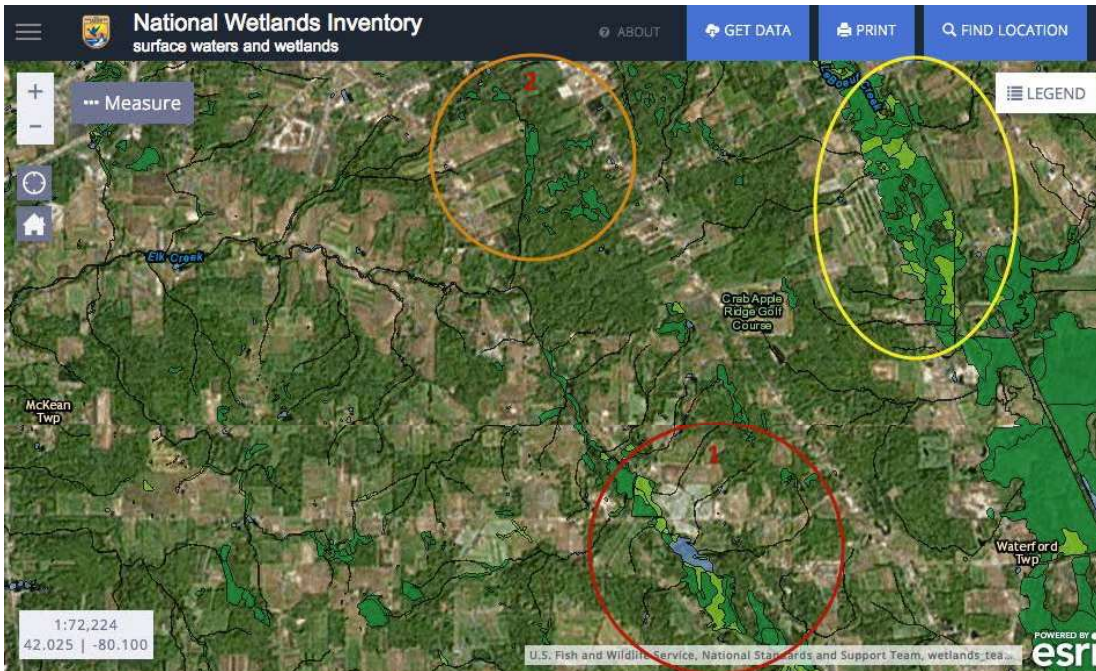 National Wetlands Inventory
surface waters and wetlands
ABOUT
GET DATA
PRINT
FIND LOCATION
+
−
Measure
LEGEND
2
LeBoeuf Creek
Elk Creek
Crab Apple
Ridge Golf
Course
McKean
Twp
1
Waterford
Twp
1:72,224
42.025 | -80.100
U.S. Fish and Wildlife Service, National Standards and Support Team, wetlands_tea...
POWERED BY
esri